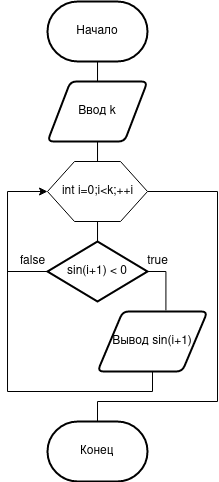 Начало
Ввод k
int i=0;i<k;++i
false
true
sin(i+1) < 0
Вывод sin(i+1)
Конец